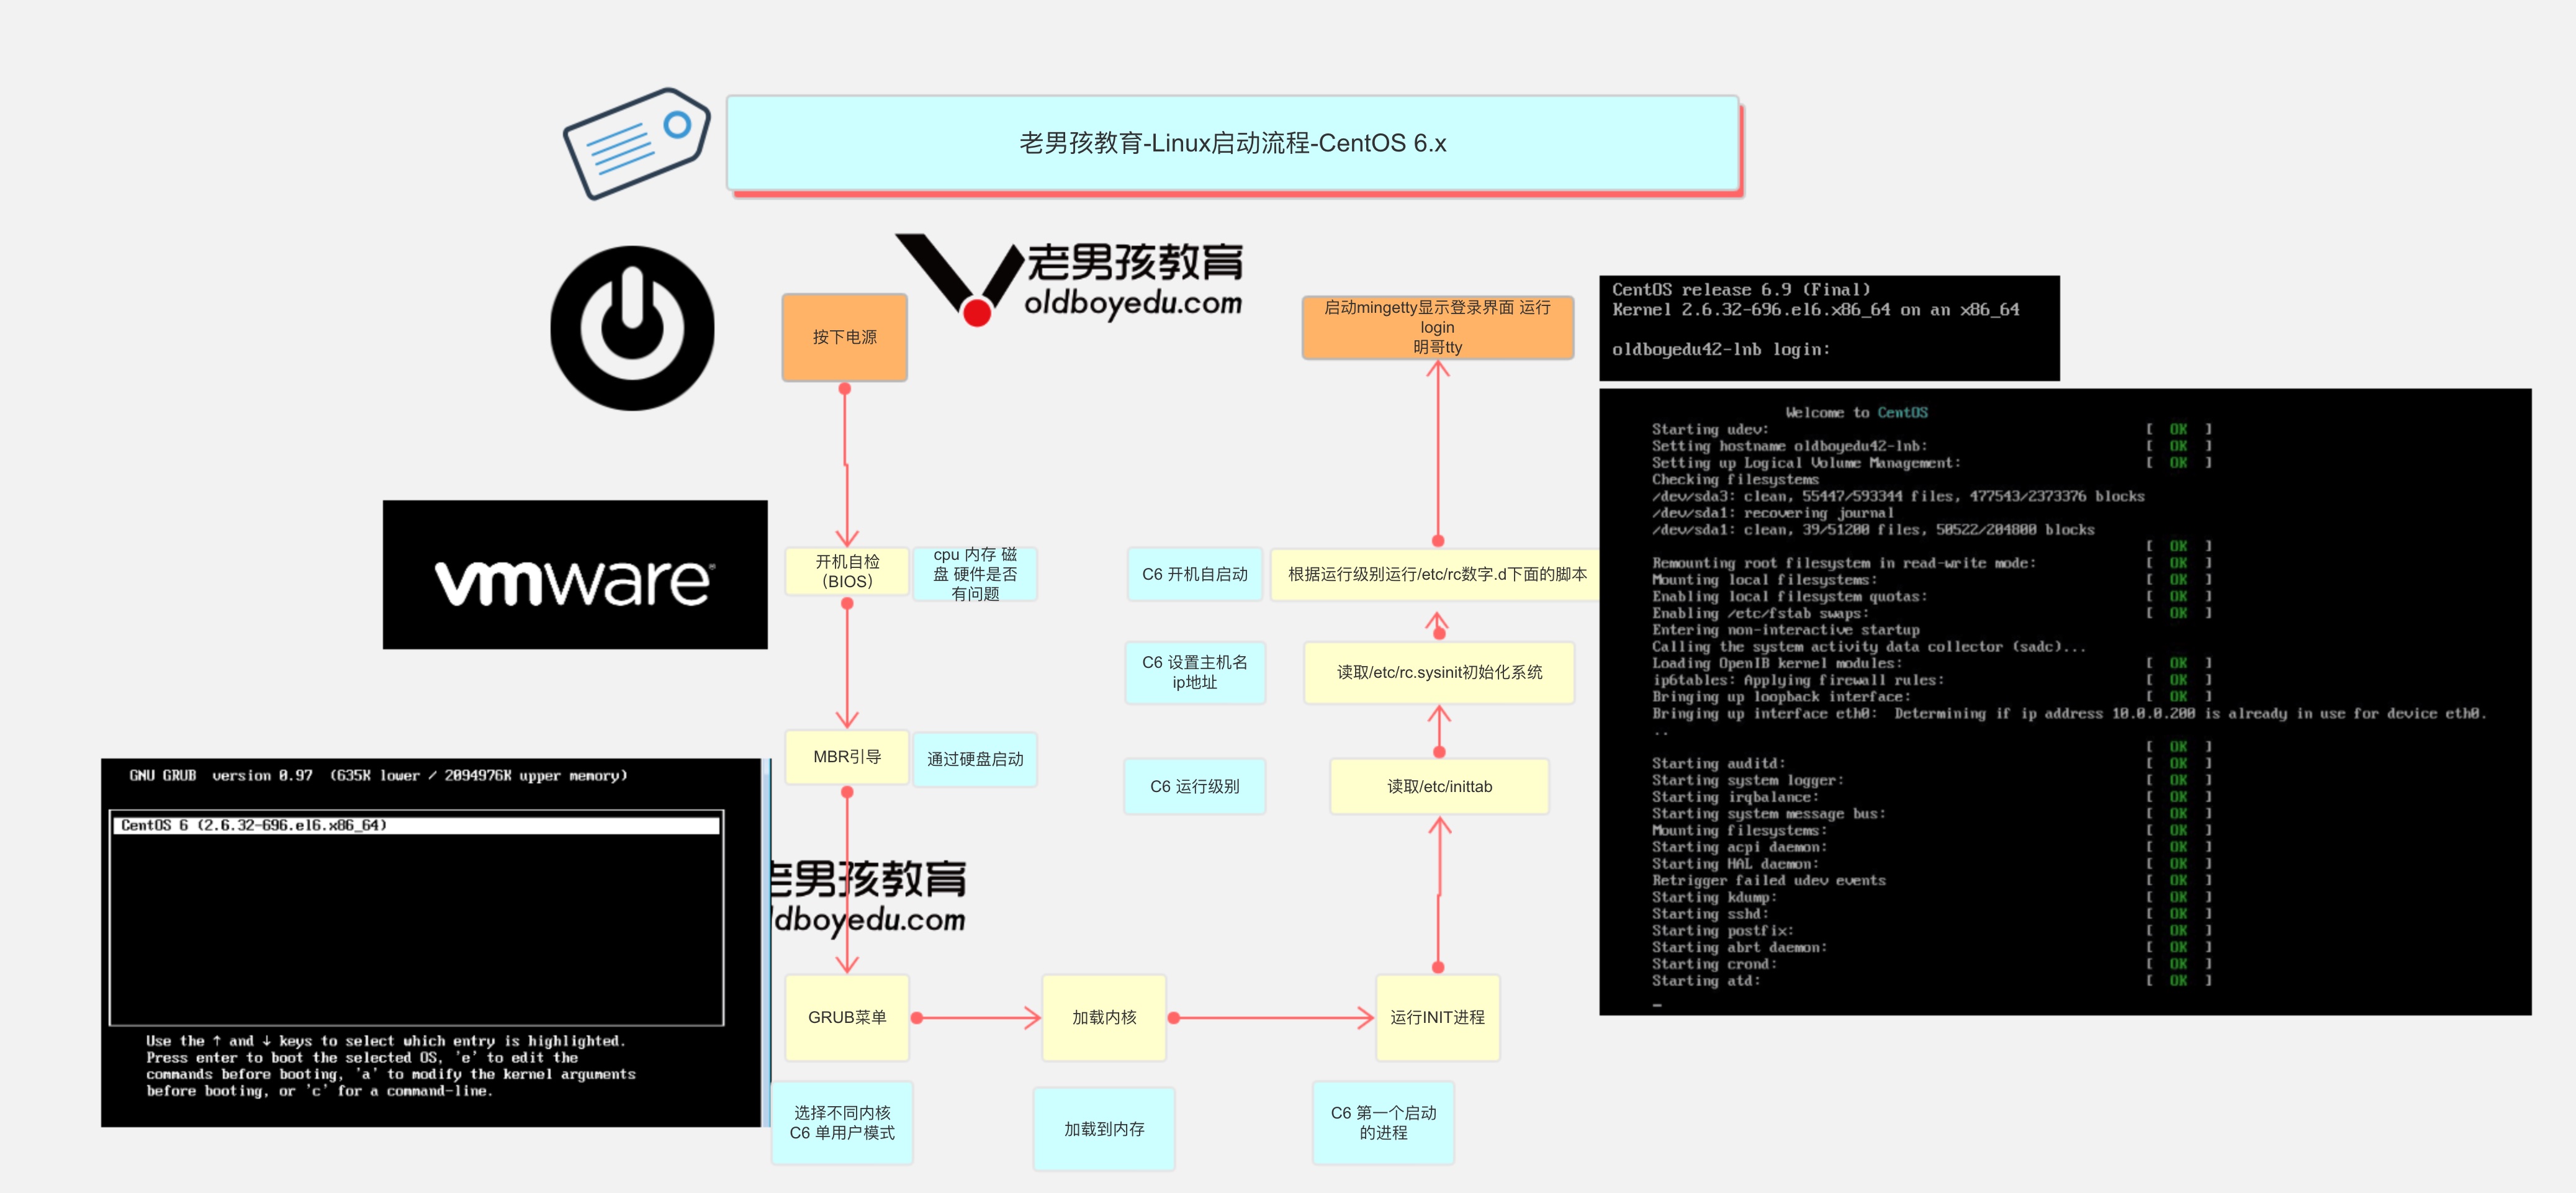 老男孩教育-Linux启动流程-CentOS 6.x
老男孩教育
oldboyedu.com
按下电源
启动mingetty显示登录界面 运行
login
明哥tty
CentOS release 6.9 (Final)
Kernel 2.6.32-696.el6.x86_64 on an x86_64
oldboyedu42-lnb login:
vmware
开机自检
（BIOS）
cpu 内存 磁
盘 硬件是否
有问题
C6 开机自启动
根据运行级别运行/etc/rc数字.d下面的脚本
C6 设置主机名
ip地址
读取/etc/rc.sysinit初始化系统
MBR引导
通过硬盘启动
C6 运行级别
读取/etc/inittab
GNU GRUB version 0.97 (635K lower / 2094976K upper memory)
CentOS 6 (2.6.32-696.el6.x86_64)
Use the ↑ and ↓ keys to select which entry is highlighted.
Press enter to boot the selected OS, 'e' to edit the
commands before booting, 'a' to modify the kernel arguments
before booting, or 'c' for a command-line.
老男孩教育
ldboyedu.com
GRUB菜单
加载内核
运行INIT进程
选择不同内核
C6 单用户模式
加载到内存
C6 第一个启动
的进程
Welcome to CentOS
Starting udev: [ OK ]
Setting hostname oldboyedu42-lnb: [ OK ]
Setting up Logical Volume Management: [ OK ]
Checking filesystems
/dev/sda3: clean, 55447/593344 files, 477543/2373376 blocks
/dev/sda1: recovering journal
/dev/sda1: clean, 39/51200 files, 50522/204800 blocks
[ OK ]
Remounting root filesystem in read-write mode: [ OK ]
Mounting local filesystems: [ OK ]
Enabling local filesystem quotas: [ OK ]
Enabling /etc/fstab swaps: [ OK ]
Entering non-interactive startup
Calling the system activity data collector (sadc)...
Loading OpenIB kernel modules: [ OK ]
ip6tables: Applying firewall rules: [ OK ]
Bringing up loopback interface: [ OK ]
Bringing up interface eth0: Determining if ip address 10.0.0.200 is already in use for device eth0.
..
[ OK ]
Starting auditd: [ OK ]
Starting system logger: [ OK ]
Starting irqbalance: [ OK ]
Starting system message bus: [ OK ]
Mounting filesystems: [ OK ]
Starting acpi daemon: [ OK ]
Starting HAL daemon: [ OK ]
Retrigger failed udev events [ OK ]
Starting kdump: [ OK ]
Starting sshd: [ OK ]
Starting postfix: [ OK ]
Starting abrt daemon: [ OK ]
Starting crond: [ OK ]
Starting atd: [ OK ]
_